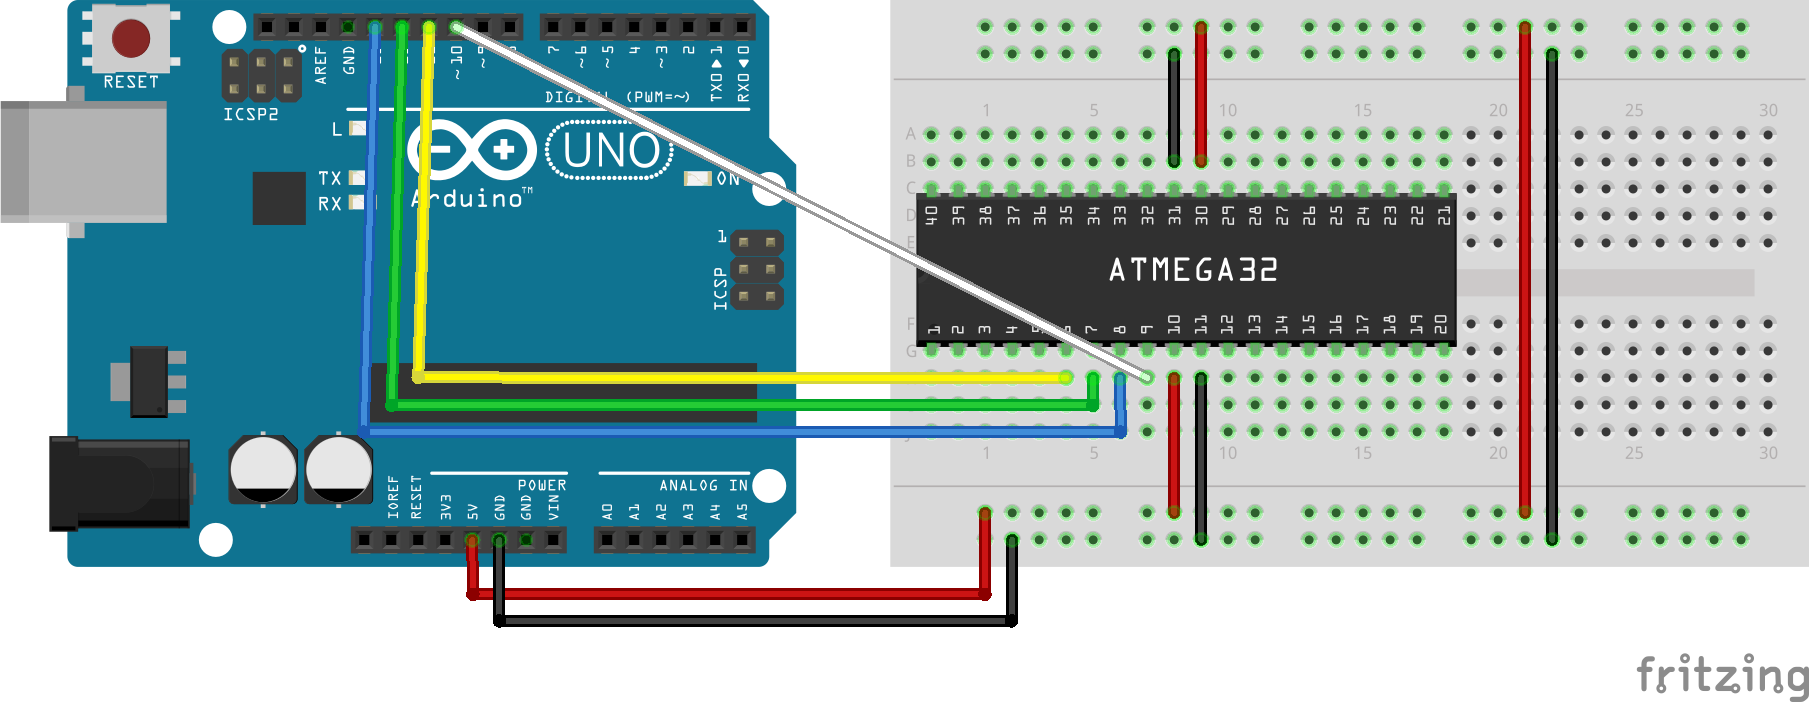 RESET
ICSP2
AREF
GND
~10
~9
7
~6
~5
4
~3
2
TX0▶1
RX0◀0
DIGITAL (PWM=~)
L
TX
RX
UNO
ON
Arduino™
1
ICSP
IOREF
RESET
3V3
5V
GND
GND
VIN
POWER
A0
A1
A2
A3
A4
A5
ANALOG IN
1 5 10 15 20 25 30
A
B
C
D
E
F
G
40 39 38 37 36 35 34 33 32 31 30 29 28 27 26 25 24 23 22 21
ATMEGA32
1 2 3 4 5 6 7 8 9 10 11 12 13 14 15 16 17 18 19 20
1 5 10 15 20 25 30
fritzing